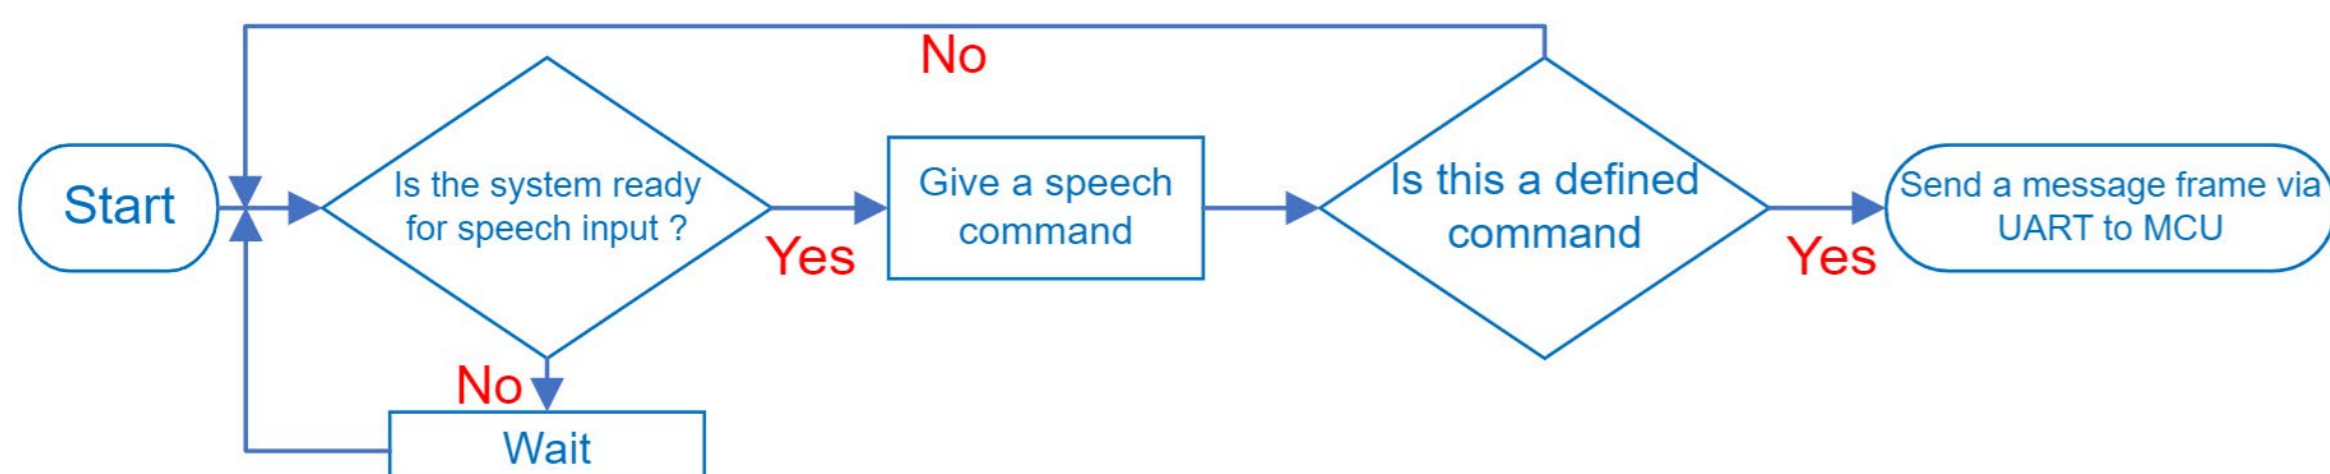 No
Start
Is the system ready
for speech input ?
Yes
Give a speech
command
Is this a defined
command
Yes
Send a message frame via
UART to MCU
No
Wait